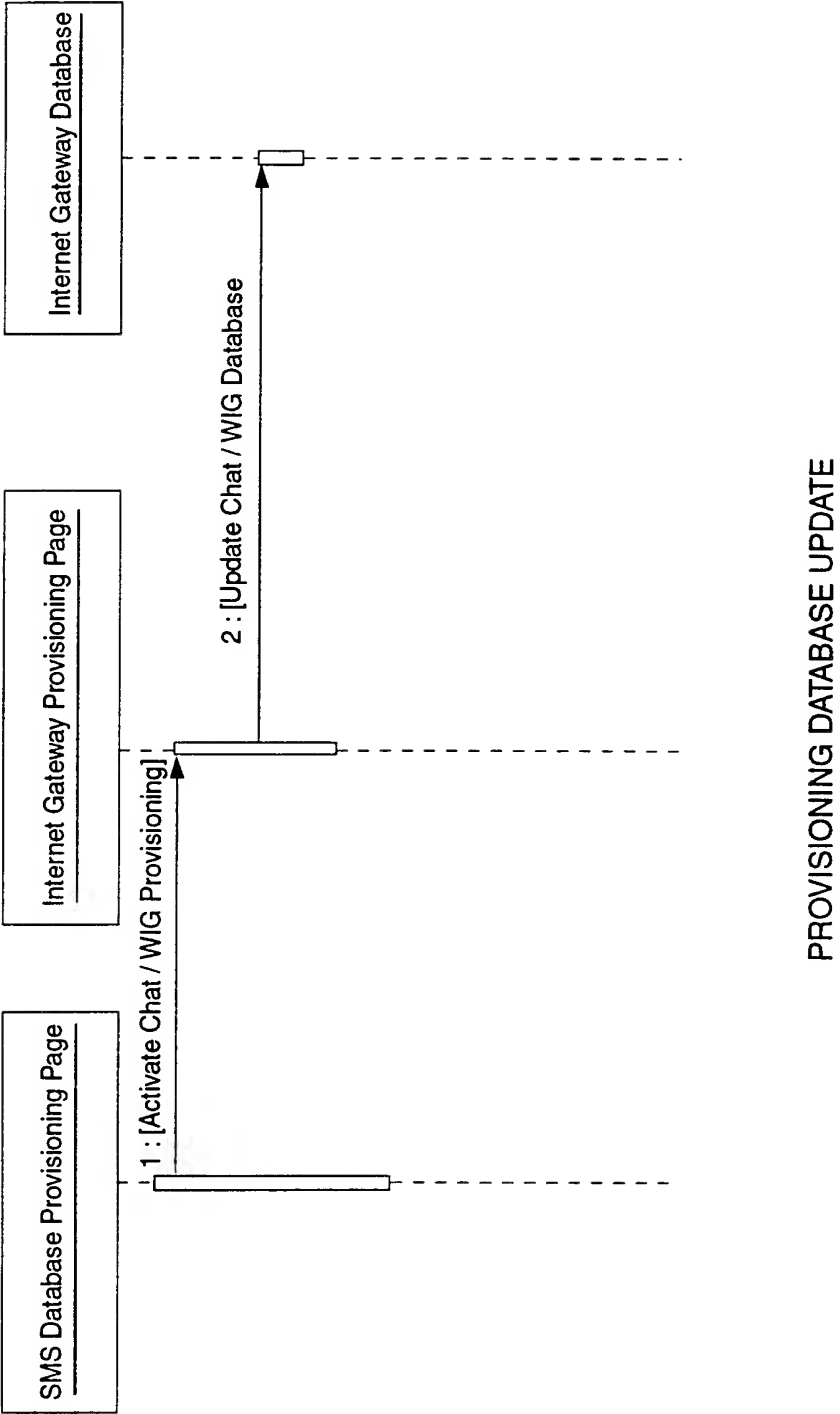 SMS Database Provisioning Page
Internet Gateway Provisioning Page
Internet Gateway Database
1 : [Activate Chat / WIG Provisioning]
2 : [Update Chat / WIG Database
PROVISIONING DATABASE UPDATE